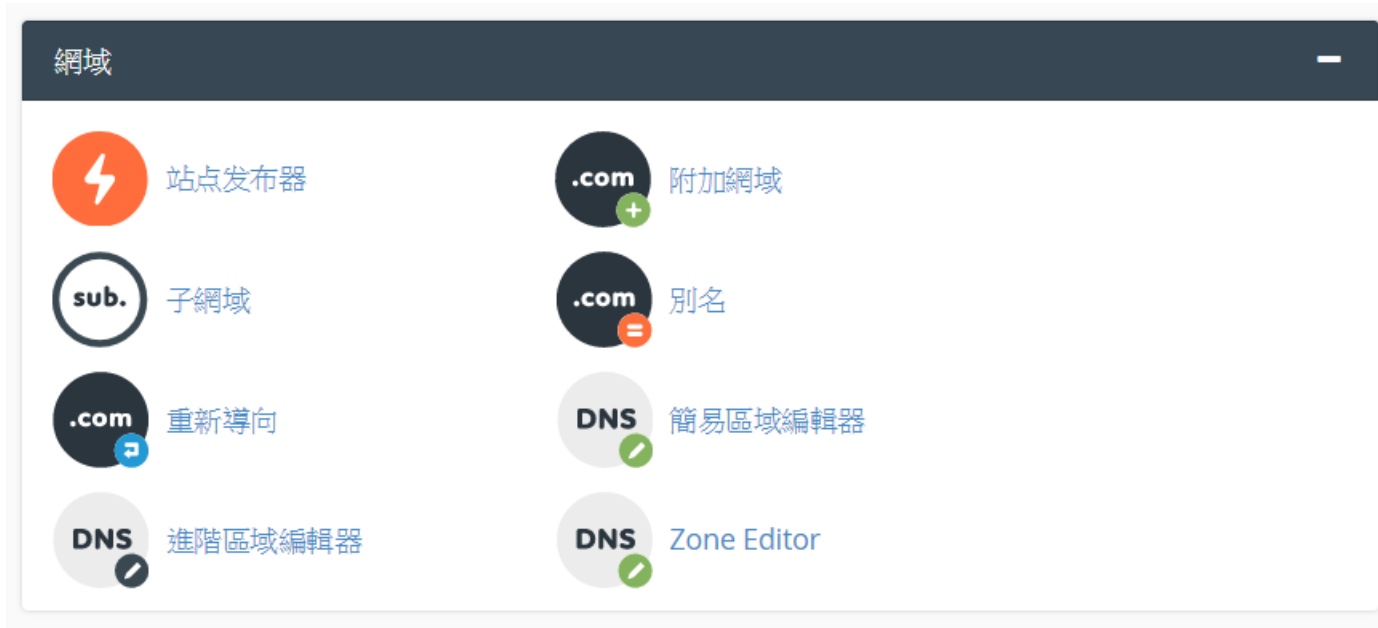 網域
站点发布器
.com
附加網域
sub.
子網域
.com
別名
.com
重新導向
DNS
簡易區域編輯器
DNS
進階區域編輯器
DNS
Zone Editor